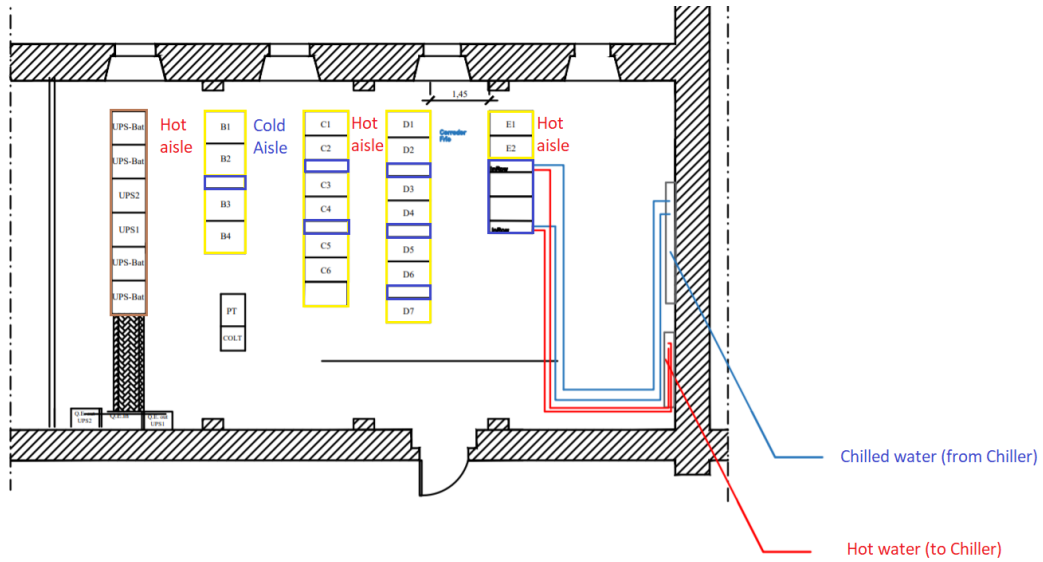 1,45
UPS-Bat
UPS-Bat
UPS2
UPS1
UPS-Bat
UPS-Bat
Hot
aisle
B1
B2
B3
B4
Cold
Aisle
C1
C2
C3
C4
C5
C6
Hot
aisle
D1
D2
D3
D4
D5
D6
D7
Corredor
Frio
E1
E2
Inflow
Inflow
Hot
aisle
PT
COLT
UPS2
UPS1
Chilled water (from Chiller)
Hot water (to Chiller)